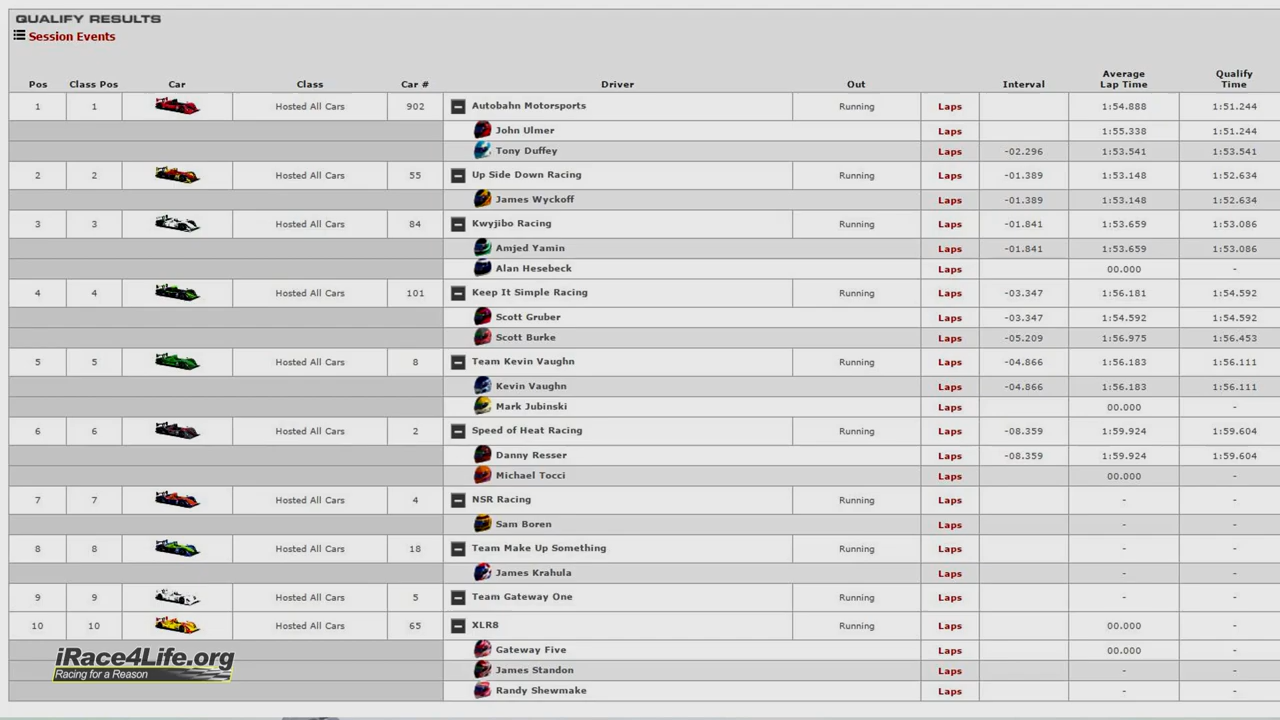 QUALIFY RESULTS
Session Events
Pos Class Pos Car Class Car # Driver Out Interval Average Lap Time Qualify Time
1 1 Hosted All Cars 902 Autobahn Motorsports Running Laps 1:54.888 1:51.244
John Ulmer Laps 1:55.338 1:51.244
Tony Duffey Laps -02.296 1:53.541 1:53.541
2 2 Hosted All Cars 55 Up Side Down Racing Running Laps -01.389 1:53.148 1:52.634
James Wyckoff Laps -01.389 1:53.148 1:52.634
3 3 Hosted All Cars 84 Kwyjibo Racing Running Laps -01.841 1:53.659 1:53.086
Amjed Yamin Laps -01.841 1:53.659 1:53.086
Alan Hesebeck Laps 00.000 -
4 4 Hosted All Cars 101 Keep It Simple Racing Running Laps -03.347 1:56.181 1:54.592
Scott Gruber Laps -03.347 1:54.592 1:54.592
Scott Burke Laps -05.209 1:56.975 1:56.453
5 5 Hosted All Cars 8 Team Kevin Vaughn Running Laps -04.866 1:56.183 1:56.111
Kevin Vaughn Laps -04.866 1:56.183 1:56.111
Mark Jubinski Laps 00.000 -
6 6 Hosted All Cars 2 Speed of Heat Racing Running Laps -08.359 1:59.924 1:59.604
Danny Resser Laps -08.359 1:59.924 1:59.604
Michael Tocci Laps 00.000 -
7 7 Hosted All Cars 4 NSR Racing Running Laps - -
Sam Boren Laps - -
8 8 Hosted All Cars 18 Team Make Up Something Running Laps - -
James Krahula Laps - -
9 9 Hosted All Cars 5 Team Gateway One Running Laps - -
10 10 Hosted All Cars 65 XLR8 Running Laps 00.000 -
Gateway Five Laps 00.000 -
James Standon Laps - -
Randy Shewmake Laps - -
iRace4Life.org
Racing for a Reason